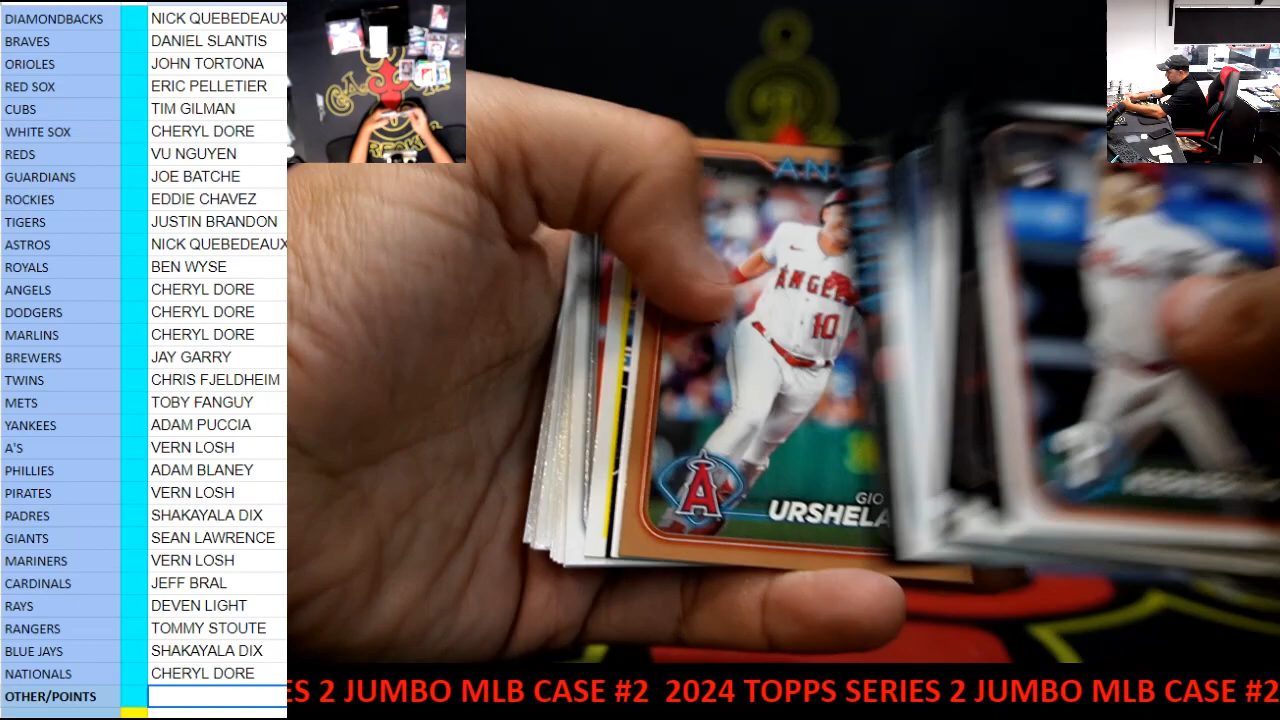 DIAMONDBACKS NICK QUEBEDEAUX
BRAVES DANIEL SLANTIS
ORIOLES JOHN TORTONA
RED SOX ERIC PELLETIER
CUBS TIM GILMAN
WHITE SOX CHERYL DORE
REDS VU NGUYEN
GUARDIANS JOE BATCHE
ROCKIES EDDIE CHAVEZ
TIGERS JUSTIN BRANDON
ASTROS NICK QUEBEDEAUX
ROYALS BEN WYSE
ANGELS CHERYL DORE
DODGERS CHERYL DORE
MARLINS CHERYL DORE
BREWERS JAY GARRY
TWINS CHRIS FJELDHEIM
METS TOBY FANGUY
YANKEES ADAM PUCCIA
A'S VERN LOSH
PHILLIES ADAM BLANEY
PIRATES VERN LOSH
PADRES SHAKAYALA DIX
GIANTS SEAN LAWRENCE
MARINERS VERN LOSH
CARDINALS JEFF BRAL
RAYS DEVEN LIGHT
RANGERS TOMMY STOUTE
BLUE JAYS SHAKAYALA DIX
NATIONALS CHERYL DORE
OTHER/POINTS
AN
ANGEL
10
A
GIO
URSHELA
ES 2 JUMBO MLB CASE #2 2024 TOPPS SERIES 2 JUMBO MLB CASE #2